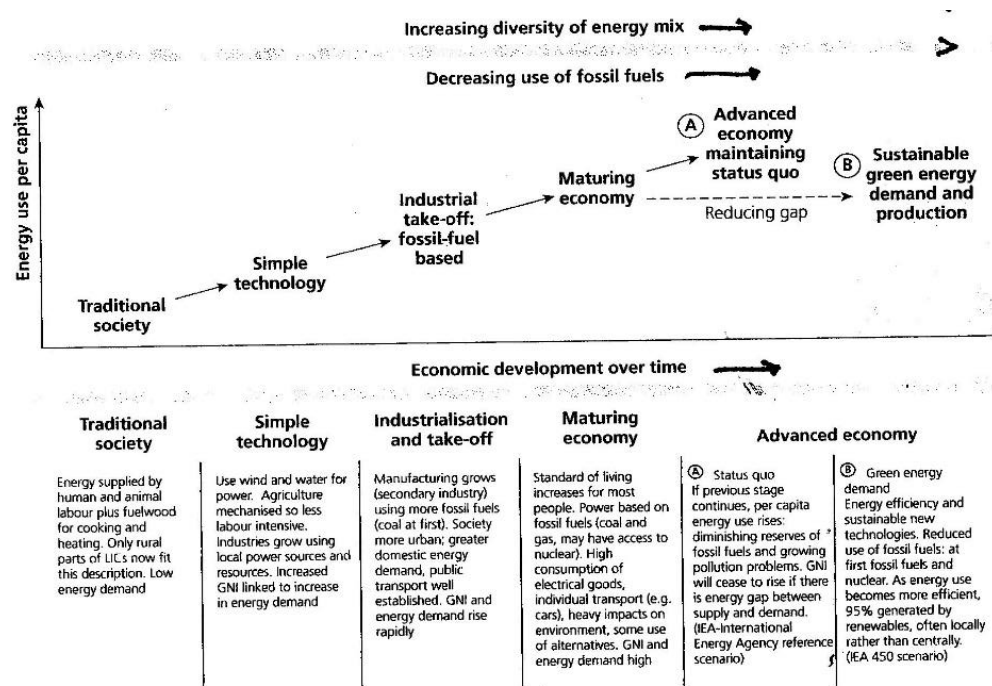 Increasing diversity of energy mix
Decreasing use of fossil fuels
Energy use per capita
A
Advanced
economy
maintaining
status quo
B
Sustainable
green energy
demand and
production
Maturing
economy
Reducing gap
Industrial
take-off:
fossil-fuel
based
Simple
technology
Traditional
society
Economic development over time
Traditional
society
Energy supplied by
human and animal
labour plus fuelwood
for cooking and
heating. Only rural
parts of LICs now fit
this description. Low
energy demand
Simple
technology
Use wind and water for
power. Agriculture
mechanised so less
labour intensive.
Industries grow using
local power sources and
resources. Increased
GNI linked to increase
in energy demand
Industrialisation
and take-off
Manufacturing grows
(secondary industry)
using more fossil fuels
(coal at first). Society
more urban; greater
domestic energy
demand, public
transport well
established. GNI and
energy demand rise
rapidly
Maturing
economy
Standard of living
increases for most
people. Power based on
fossil fuels (coal and
gas, may have access to
nuclear). High
consumption of
electrical goods,
individual transport (e.g.
cars), heavy impacts on
environment, some use
of alternatives. GNI and
energy demand high
Advanced economy
A Status quo
If previous stage
continues, per capita
energy use rises:
diminishing reserves of
fossil fuels and growing
pollution problems. GNI
will cease to rise if there
is energy gap between
supply and demand.
(IEA-International
Energy Agency reference
scenario)
B Green energy
demand
Energy efficiency and
sustainable new
technologies. Reduced
use of fossil fuels: at
first fossil fuels and
nuclear. As energy use
becomes more efficient,
95% generated by
renewables, often locally
rather than centrally.
(IEA 450 scenario)